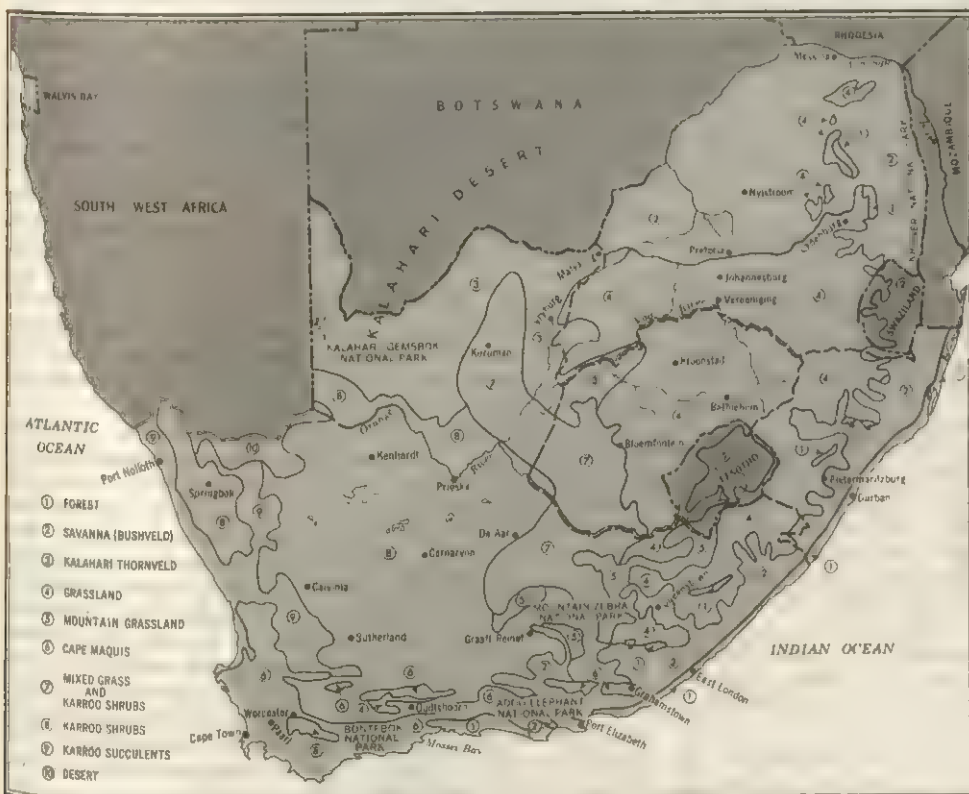 RHODESIA
WALVIS BAY
BOTSWANA
MOZAMBIQUE
SOUTH WEST AFRICA
KALAHARI DESERT
Nylstroom
Pretoria
Johannesburg
Vereeniging
SWAZILAND
KALAHARI GEMSBOK
NATIONAL PARK
Kuruman
Vryburg
Kroonstad
Bethlehem
Bloemfontein
LESOTHO
Pietermaritzburg
Durban
Orange
River
Kenhardt
Prieska
De Aar
Carnarvon
Calvinia
Sutherland
Graaff Reinet
MOUNTAIN ZEBRA
NATIONAL PARK
ATLANTIC
OCEAN
Port Nolloth
Springbok
INDIAN OCEAN
East London
Grahamstown
ADDO ELEPHANT
NATIONAL PARK
Port Elizabeth
Oudtshoorn
Worcester
Paarl
Cape Town
BONTEBOK
NATIONAL
PARK
Mossel Bay
① FOREST
② SAVANNA (BUSHVELD)
③ KALAHARI THORNVELD
④ GRASSLAND
⑤ MOUNTAIN GRASSLAND
⑥ CAPE MAQUIS
⑦ MIXED GRASS
AND
KARROO SHRUBS
⑧ KARROO SHRUBS
⑨ KARROO SUCCULENTS
⑩ DESERT